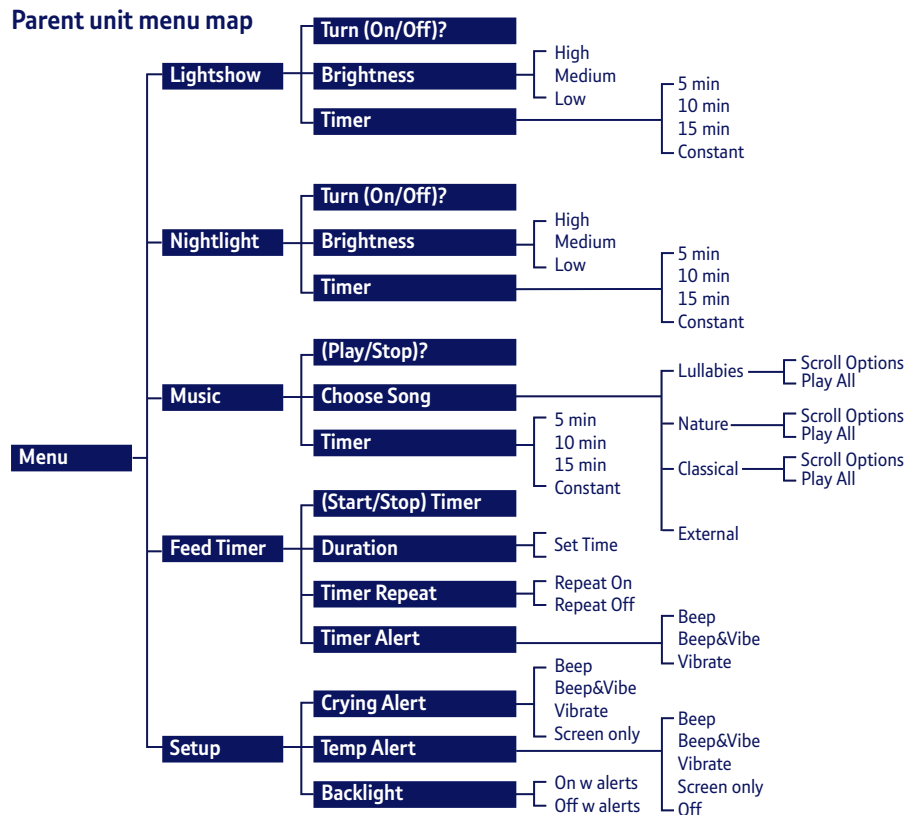 Parent unit menu map
Menu
Lightshow
Turn (On/Off)?
Brightness
High
Medium
Low
Timer
5 min
10 min
15 min
Constant
Nightlight
Turn (On/Off)?
Brightness
High
Medium
Low
Timer
5 min
10 min
15 min
Constant
Music
(Play/Stop)?
Choose Song
Lullabies
Scroll Options
Play All
Nature
Scroll Options
Play All
Classical
Scroll Options
Play All
External
Timer
5 min
10 min
15 min
Constant
Feed Timer
(Start/Stop) Timer
Duration
Set Time
Timer Repeat
Repeat On
Repeat Off
Timer Alert
Beep
Beep&Vibe
Vibrate
Setup
Crying Alert
Beep
Beep&Vibe
Vibrate
Screen only
Temp Alert
Beep
Beep&Vibe
Vibrate
Screen only
Off
Backlight
On w alerts
Off w alerts